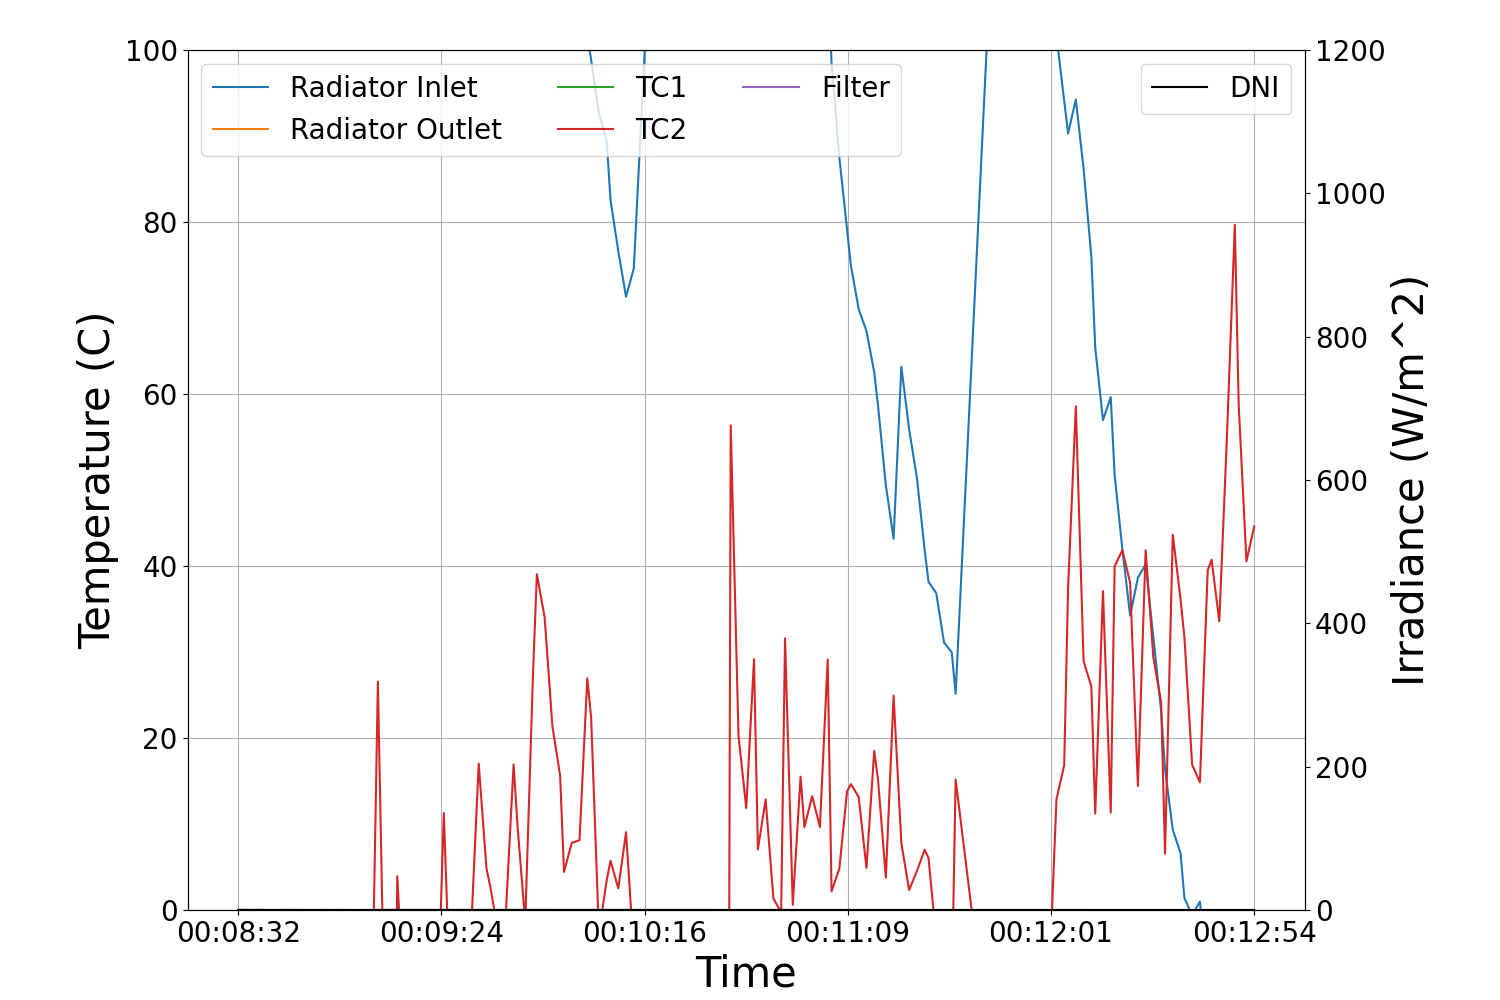 100
80
60
40
20
0
Temperature (C)
Radiator Inlet
Radiator Outlet
TC1
TC2
Filter
DNI
1200
1000
800
600
400
200
0
Irradiance (W/m^2)
00:08:32 00:09:24 00:10:16 00:11:09 00:12:01 00:12:54
Time